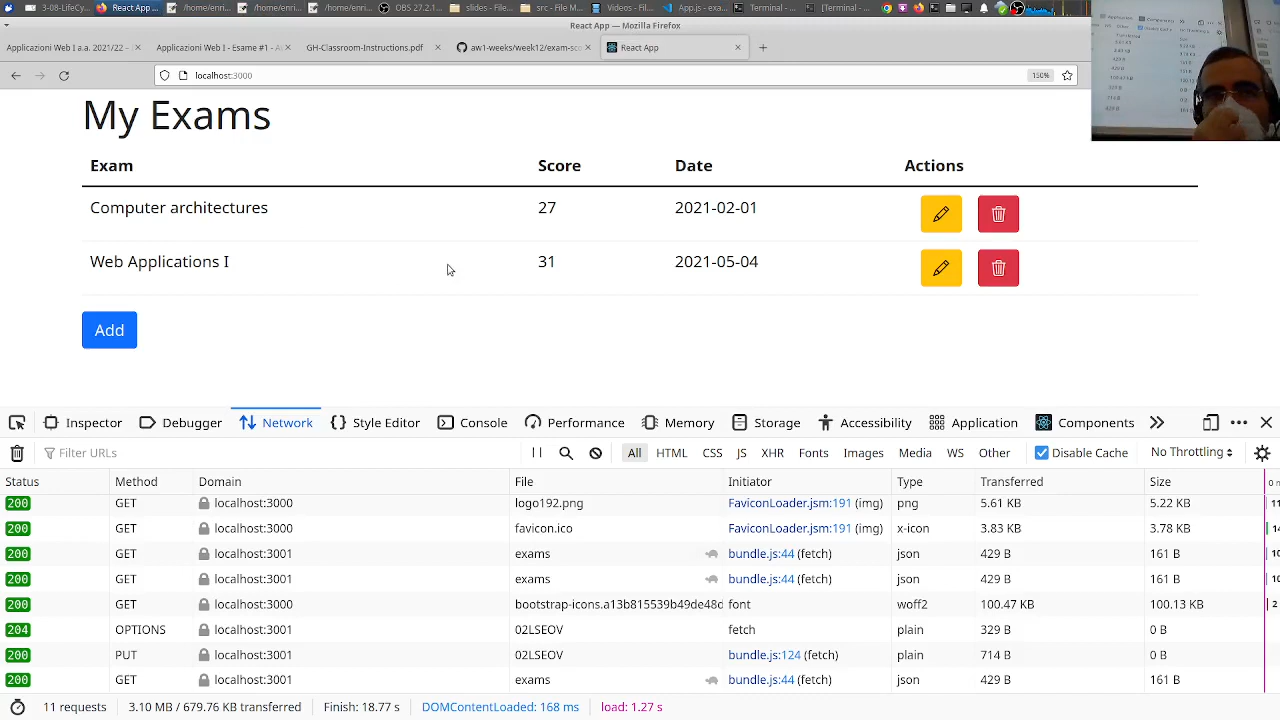 React App — Mozilla Firefox
Applicazioni Web I a.a. 2021/22 -
Applicazioni Web I - Esame #1 - A
GH-Classroom-Instructions.pdf
React App
localhost:3000
150%
My Exams
Exam Score Date Actions
Computer architectures 27 2021-02-01
Web Applications I 31 2021-05-04
Add
Inspector Debugger Network Style Editor Console Performance Memory Storage Accessibility Application Components
Filter URLs All HTML CSS JS XHR Fonts Images Media WS Other Disable Cache No Throttling
Status Method Domain File Initiator Type Transferred Size
200 GET localhost:3000 logo192.png FaviconLoader.jsm:191 (img) png 5.61 KB 5.22 KB
200 GET localhost:3000 favicon.ico FaviconLoader.jsm:191 (img) x-icon 3.83 KB 3.78 KB
200 GET localhost:3001 exams bundle.js:44 (fetch) json 429 B 161 B
200 GET localhost:3001 exams bundle.js:44 (fetch) json 429 B 161 B
200 GET localhost:3000 bootstrap-icons.a13b815539b49de48d font woff2 100.47 KB 100.13 KB
204 OPTIONS localhost:3001 02LSEOV fetch plain 329 B 0 B
200 PUT localhost:3001 02LSEOV bundle.js:124 (fetch) plain 714 B 0 B
200 GET localhost:3001 exams bundle.js:44 (fetch) json 429 B 161 B
11 requests 3.10 MB / 679.76 KB transferred Finish: 18.77 s DOMContentLoaded: 168 ms load: 1.27 s